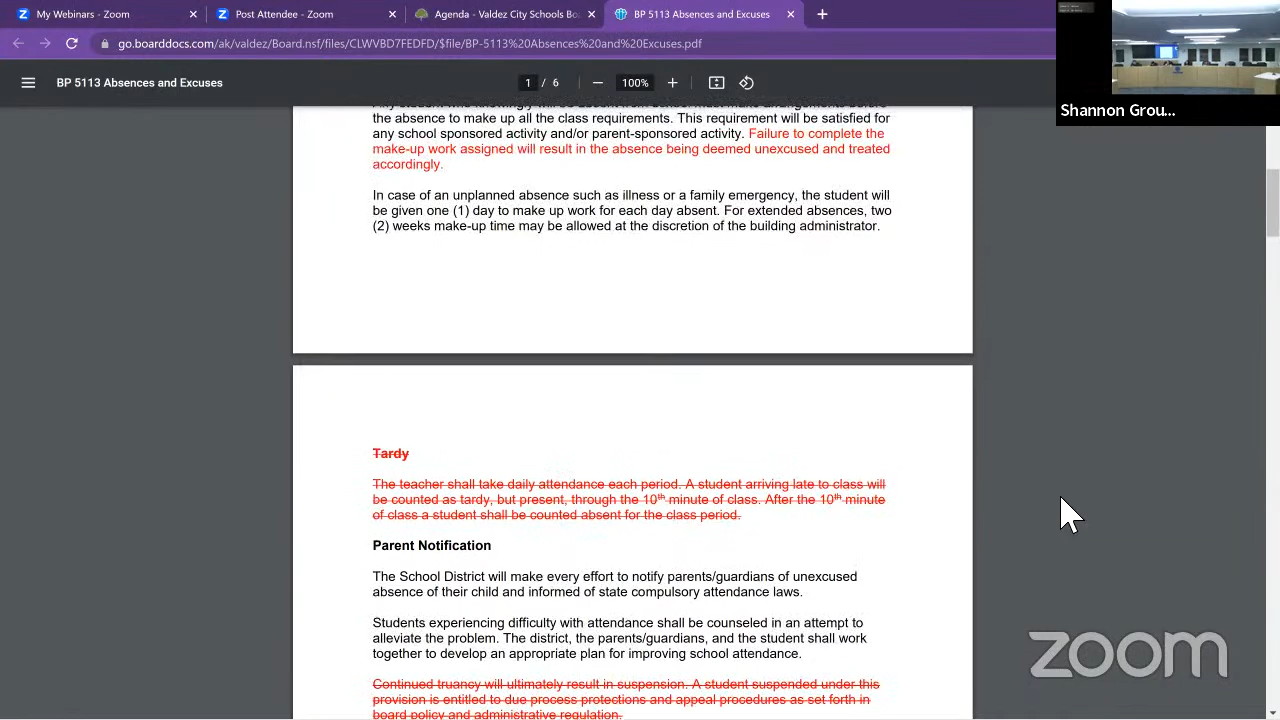 My Webinars - Zoom
Post Attendee - Zoom
Agenda - Valdez City Schools Bo
BP 5113 Absences and Excuses
go.boarddocs.com/ak/valdez/Board.nsf/files/CLWVBD7FEDFD/$file/BP-5113%20Absences%20and%20Excuses.pdf
BP 5113 Absences and Excuses
1 / 6
100%
Shannon Grou...
the absence to make up all the class requirements. This requirement will be satisfied for
any school sponsored activity and/or parent-sponsored activity. Failure to complete the
make-up work assigned will result in the absence being deemed unexcused and treated
accordingly.
In case of an unplanned absence such as illness or a family emergency, the student will
be given one (1) day to make up work for each day absent. For extended absences, two
(2) weeks make-up time may be allowed at the discretion of the building administrator.
Tardy
The teacher shall take daily attendance each period. A student arriving late to class will
be counted as tardy, but present, through the 10th minute of class. After the 10th minute
of class a student shall be counted absent for the class period.
Parent Notification
The School District will make every effort to notify parents/guardians of unexcused
absence of their child and informed of state compulsory attendance laws.
Students experiencing difficulty with attendance shall be counseled in an attempt to
alleviate the problem. The district, the parents/guardians, and the student shall work
together to develop an appropriate plan for improving school attendance.
Continued truancy will ultimately result in suspension. A student suspended under this
provision is entitled to due process protections and appeal procedures as set forth in
board policy and administrative regulation.
zoom